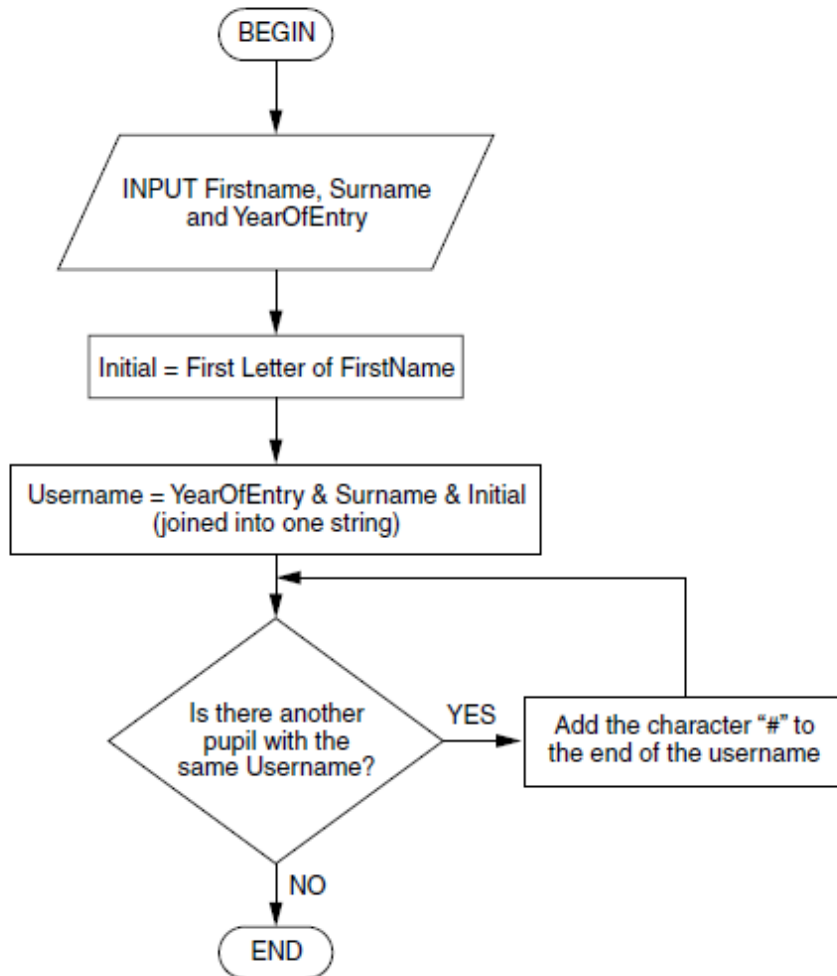 BEGIN
INPUT Firstname, Surname
and YearOfEntry
Initial = First Letter of FirstName
Username = YearOfEntry & Surname & Initial
(joined into one string)
Is there another
pupil with the
same Username?
YES
Add the character “#” to
the end of the username
NO
END